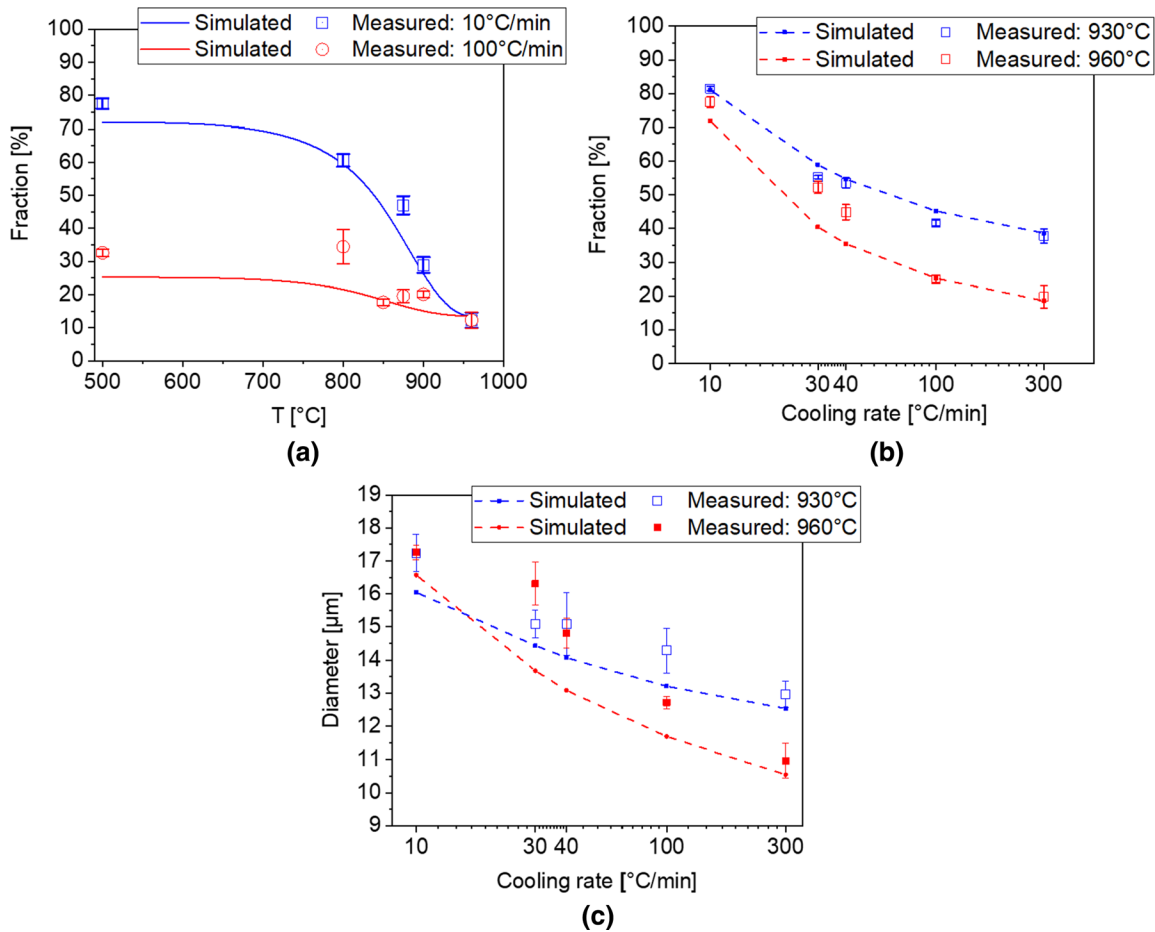 Simulated Measured: 10°C/min
Simulated Measured: 100°C/min
100
90
80
70
60
50
40
30
20
10
0
Fraction [%]
500 600 700 800 900 1000
T [°C]
(a)
Simulated Measured: 930°C
Simulated Measured: 960°C
100
90
80
70
60
50
40
30
20
10
0
Fraction [%]
10 30 40 100 300
Cooling rate [°C/min]
(b)
Simulated Measured: 930°C
Simulated Measured: 960°C
19
18
17
16
15
14
13
12
11
10
9
Diameter [µm]
10 30 40 100 300
Cooling rate [°C/min]
(c)